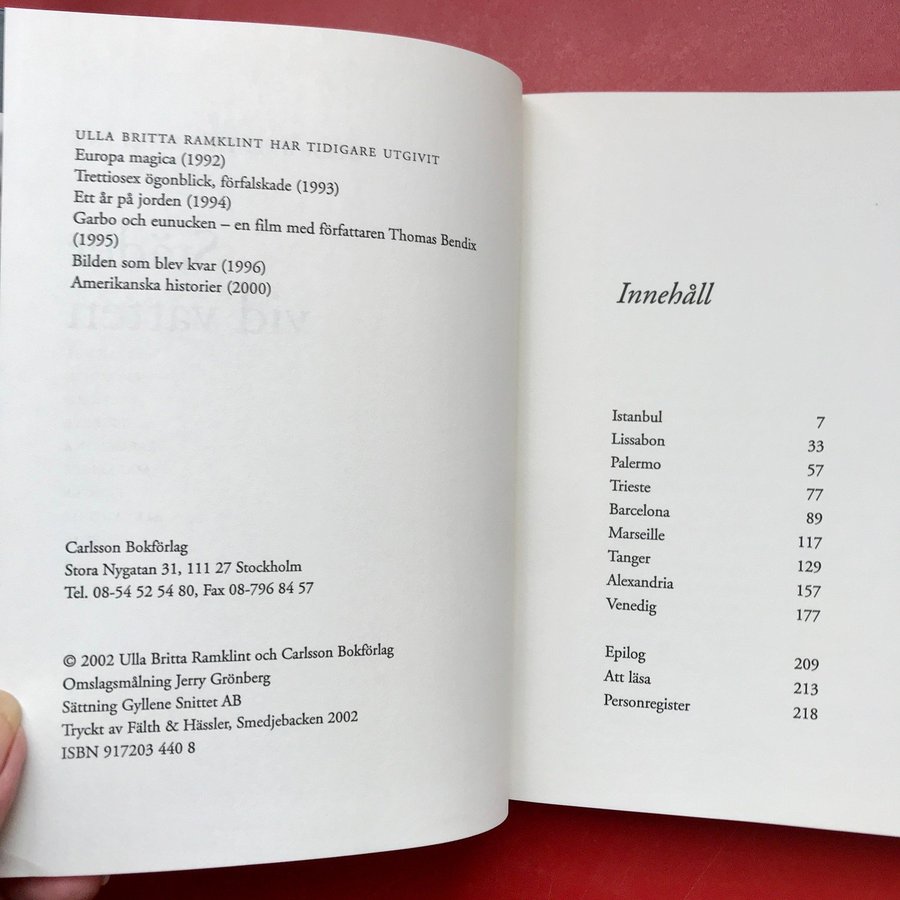 ULLA BRITTA RAMKLINT HAR TIDIGARE UTGIVIT
Europa magica (1992)
Trettiosex ögonblick, förfalskade (1993)
Ett år på jorden (1994)
Garbo och eunucken – en film med författaren Thomas Bendix
(1995)
Bilden som blev kvar (1996)
Amerikanska historier (2000)
Carlsson Bokförlag
Stora Nygatan 31, 111 27 Stockholm
Tel. 08-54 52 54 80, Fax 08-796 84 57
© 2002 Ulla Britta Ramklint och Carlsson Bokförlag
Omslagsmålning Jerry Grönberg
Sättning Gyllene Snittet AB
Tryckt av Fälth & Hässler, Smedjebacken 2002
ISBN 917203 440 8
Innehåll
Istanbul 7
Lissabon 33
Palermo 57
Trieste 77
Barcelona 89
Marseille 117
Tanger 129
Alexandria 157
Venedig 177
Epilog 209
Att läsa 213
Personregister 218